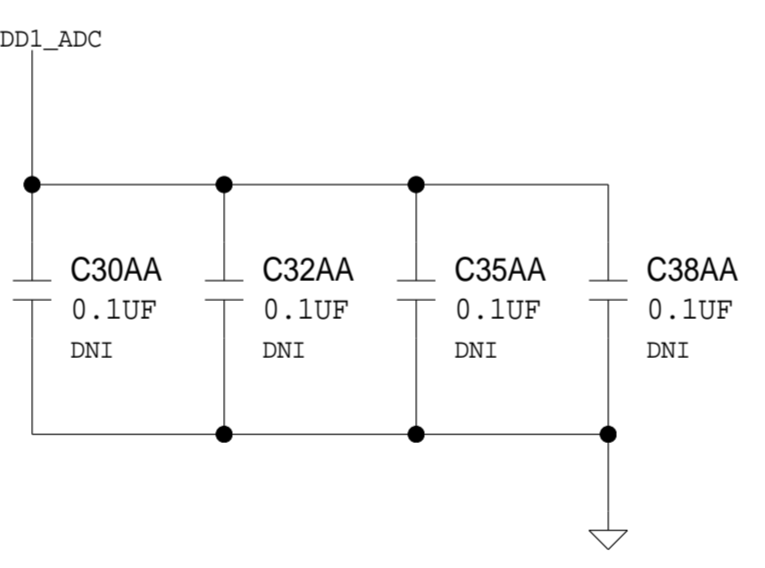 DD1_ADC
C30AA
0.1UF
DNI
C32AA
0.1UF
DNI
C35AA
0.1UF
DNI
C38AA
0.1UF
DNI